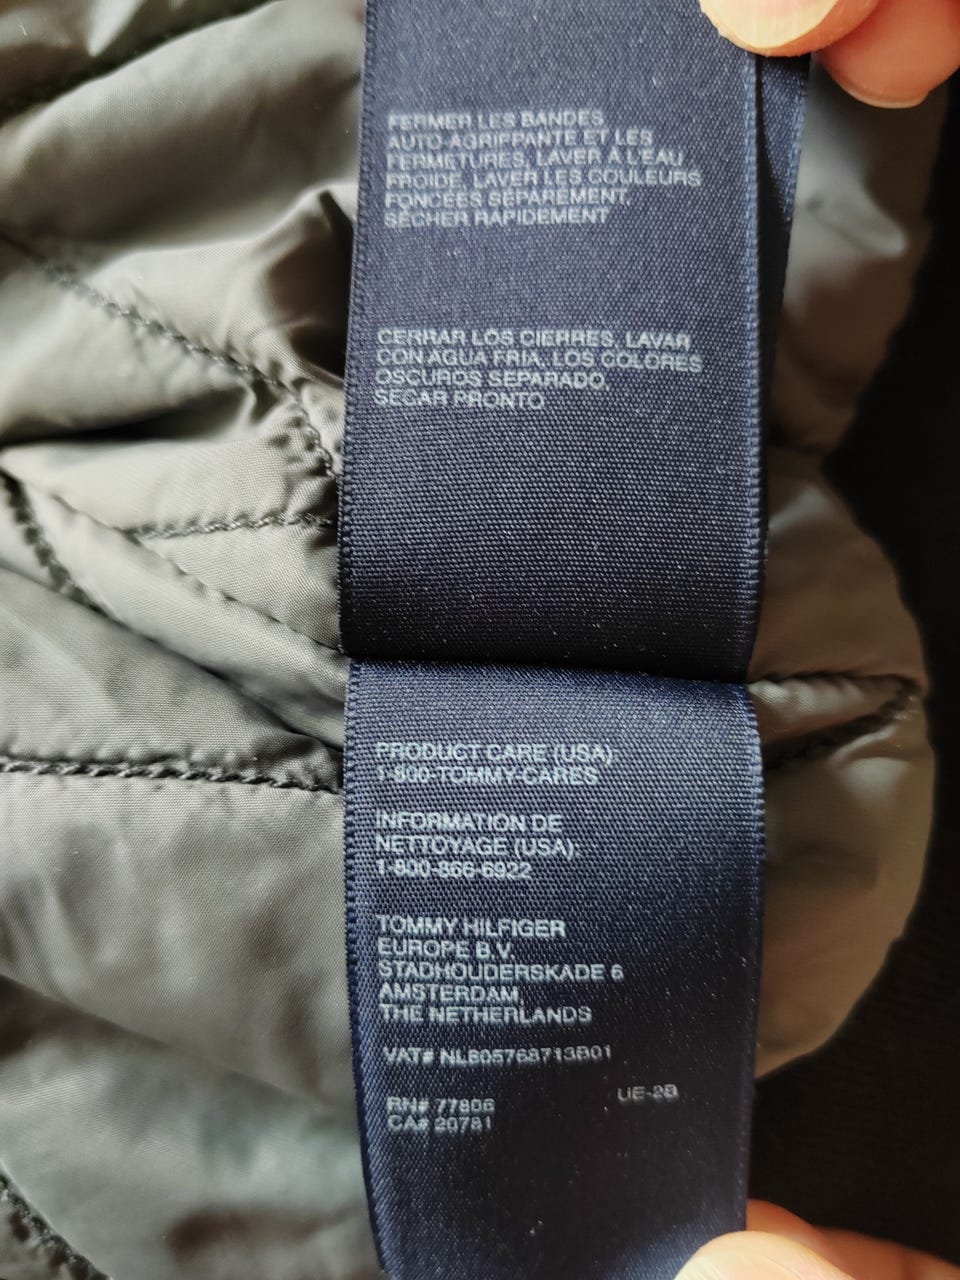 FERMER LES BANDES
AUTO-AGRIPPANTE ET LES
FERMETURES, LAVER À L'EAU
FROIDE, LAVER LES COULEURS
FONCÉES SÉPAREMENT,
SÉCHER RAPIDEMENT
CERRAR LOS CIERRES, LAVAR
CON AGUA FRIA, LOS COLORES
OSCUROS SEPARADO,
SECAR PRONTO
PRODUCT CARE (USA):
1-800-TOMMY-CARES
INFORMATION DE
NETTOYAGE (USA):
1-800-866-6922
TOMMY HILFIGER
EUROPE B.V.
STADHOUDERSKADE 6
AMSTERDAM,
THE NETHERLANDS
VAT# NL805768713B01
RN# 77806
UE-2B
CA# 20781